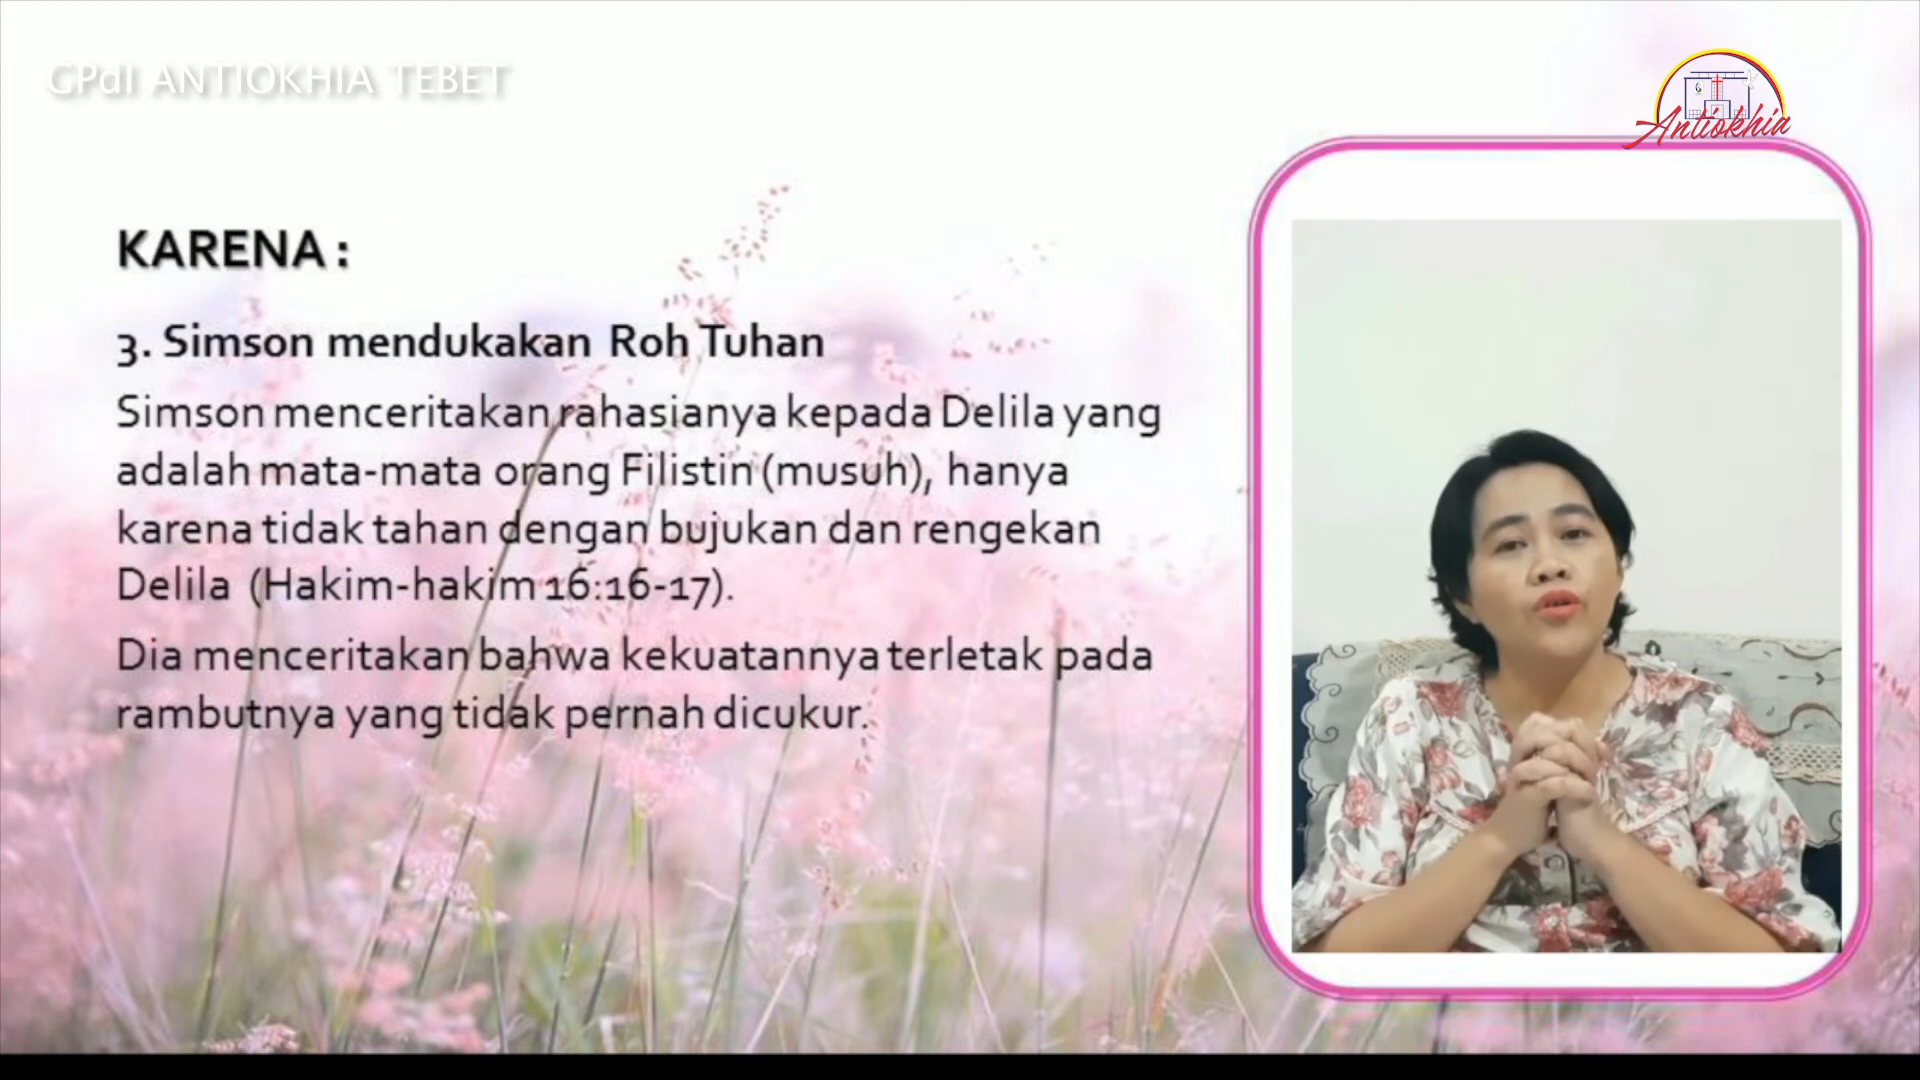 GPdI ANTIOKHIA TEBET
Antiokhia
KARENA :
3. Simson mendukakan Roh Tuhan
Simson menceritakan rahasianya kepada Delila yang
adalah mata-mata orang Filistin (musuh), hanya
karena tidak tahan dengan bujukan dan rengekan
Delila (Hakim-hakim 16:16-17).
Dia menceritakan bahwa kekuatannya terletak pada
rambutnya yang tidak pernah dicukur.